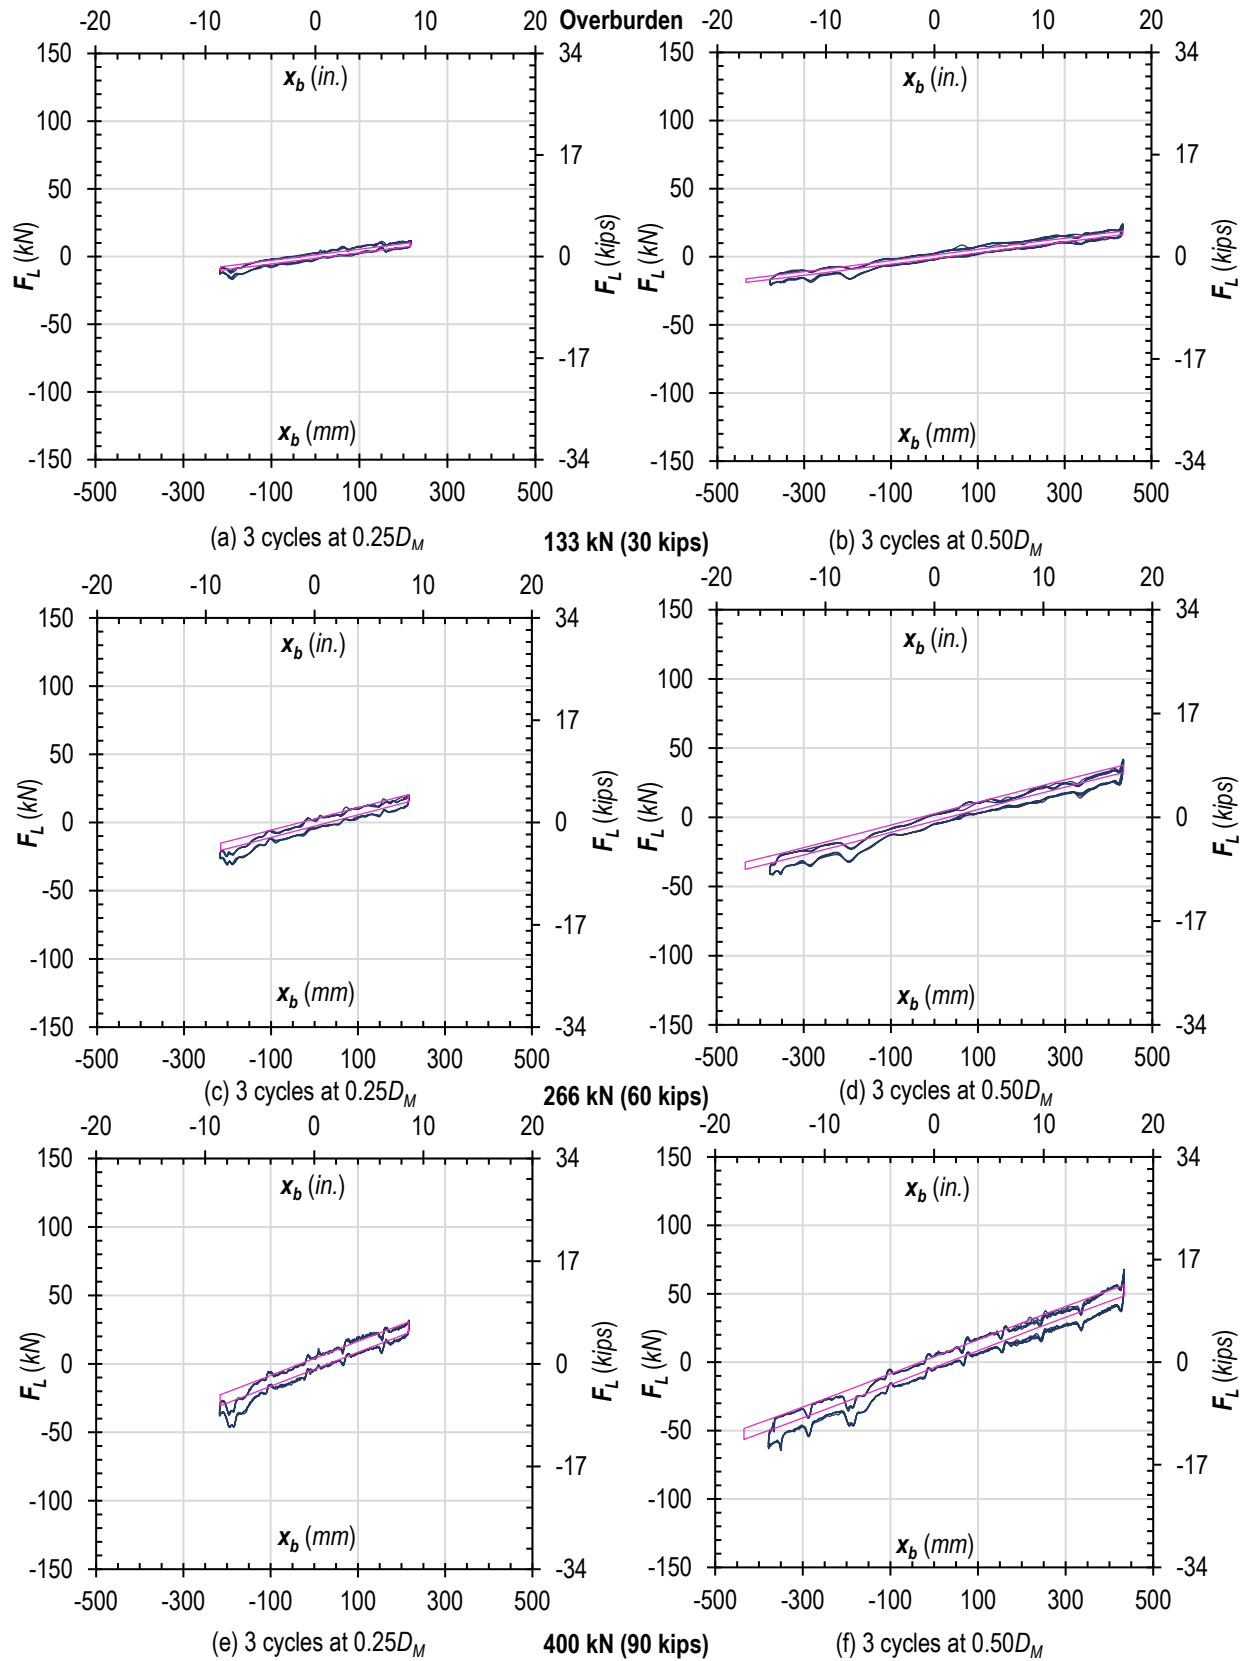 -20 -10 0 10 20 Overburden -20 -10 0 10 20
150 34 150 34
x_b (in.) x_b (in.)
100 100
17 17
50 50
F_L (kN) 0 0 F_L (kips) F_L (kN) 0 0 F_L (kips)
-50 -50
-17 -17
-100 -100
x_b (mm) x_b (mm)
-150 -34 -150 -34
-500 -300 -100 100 300 500 -500 -300 -100 100 300 500
(a) 3 cycles at 0.25D_M 133 kN (30 kips) (b) 3 cycles at 0.50D_M
-20 -10 0 10 20 -20 -10 0 10 20
150 34 150 34
x_b (in.) x_b (in.)
100 100
17 17
50 50
F_L (kN) 0 0 F_L (kips) F_L (kN) 0 0 F_L (kips)
-50 -50
-17 -17
-100 -100
x_b (mm) x_b (mm)
-150 -34 -150 -34
-500 -300 -100 100 300 500 -500 -300 -100 100 300 500
(c) 3 cycles at 0.25D_M 266 kN (60 kips) (d) 3 cycles at 0.50D_M
-20 -10 0 10 20 -20 -10 0 10 20
150 34 150 34
x_b (in.) x_b (in.)
100 100
17 17
50 50
F_L (kN) 0 0 F_L (kips) F_L (kN) 0 0 F_L (kips)
-50 -50
-17 -17
-100 -100
x_b (mm) x_b (mm)
-150 -34 -150 -34
-500 -300 -100 100 300 500 -500 -300 -100 100 300 500
(e) 3 cycles at 0.25D_M 400 kN (90 kips) (f) 3 cycles at 0.50D_M